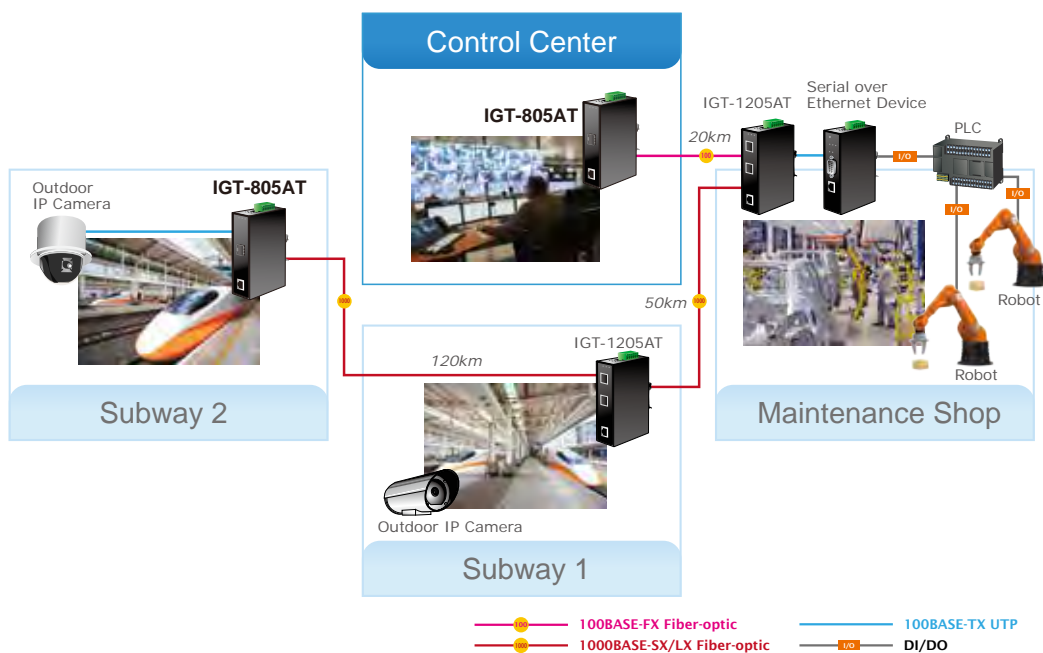 Control Center
IGT-805AT
20km
100
IGT-1205AT
Serial over
Ethernet Device
PLC
I/O
I/O
I/O
Robot
Robot
Maintenance Shop
Outdoor
IP Camera
IGT-805AT
1000
Subway 2
50km
1000
120km
IGT-1205AT
Outdoor IP Camera
Subway 1
100
100BASE-FX Fiber-optic
100BASE-TX UTP
1000
1000BASE-SX/LX Fiber-optic
I/O
DI/DO